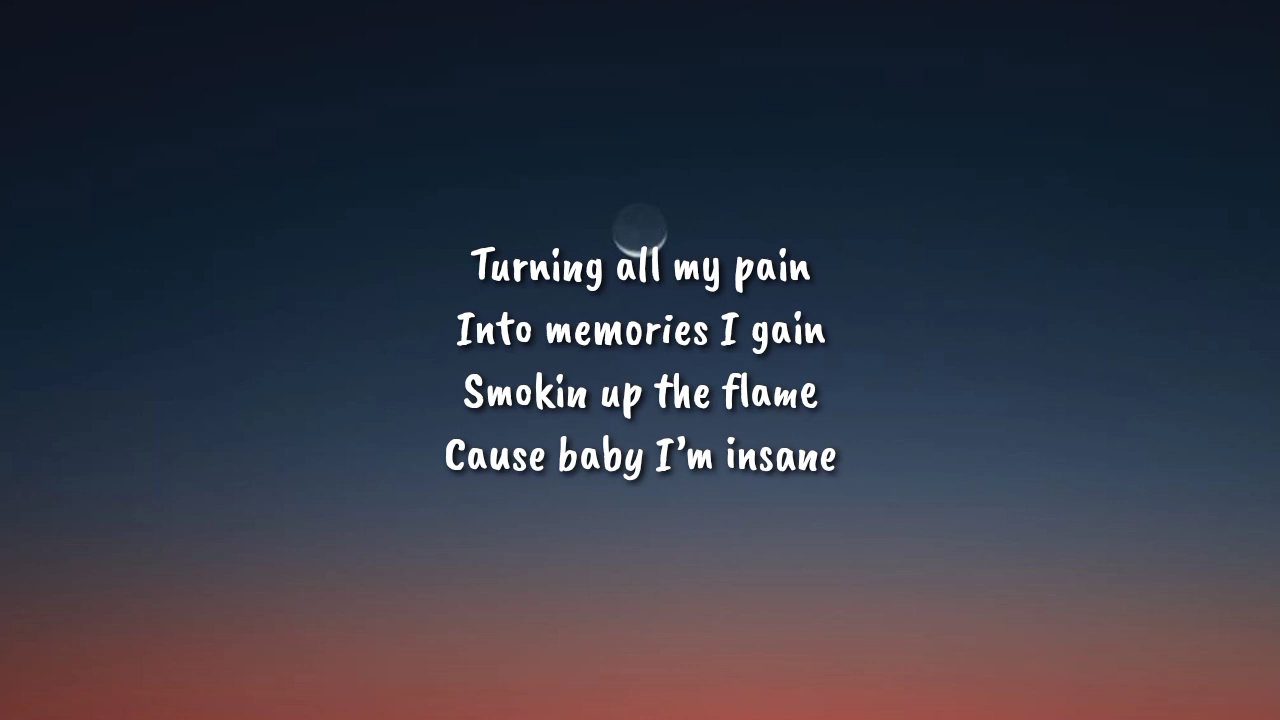 Turning all my pain
Into memories I gain
Smokin up the flame
Cause baby I’m insane